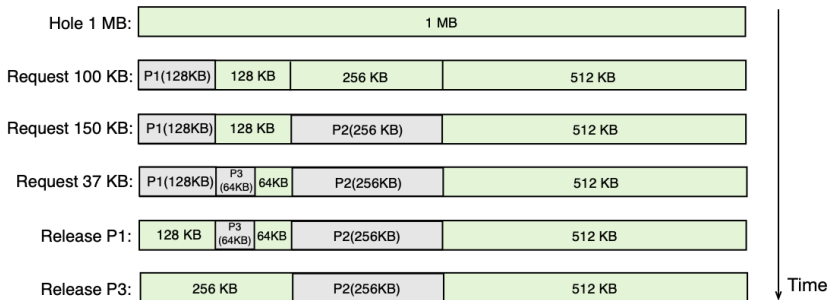 Hole 1 MB: 1 MB
Request 100 KB: P1(128KB) 128 KB 256 KB 512 KB
Request 150 KB: P1(128KB) 128 KB P2(256 KB) 512 KB
Request 37 KB: P1(128KB) P3 (64KB) 64KB P2(256KB) 512 KB
Release P1: 128 KB P3 (64KB) 64KB P2(256KB) 512 KB
Release P3: 256 KB P2(256KB) 512 KB
Time